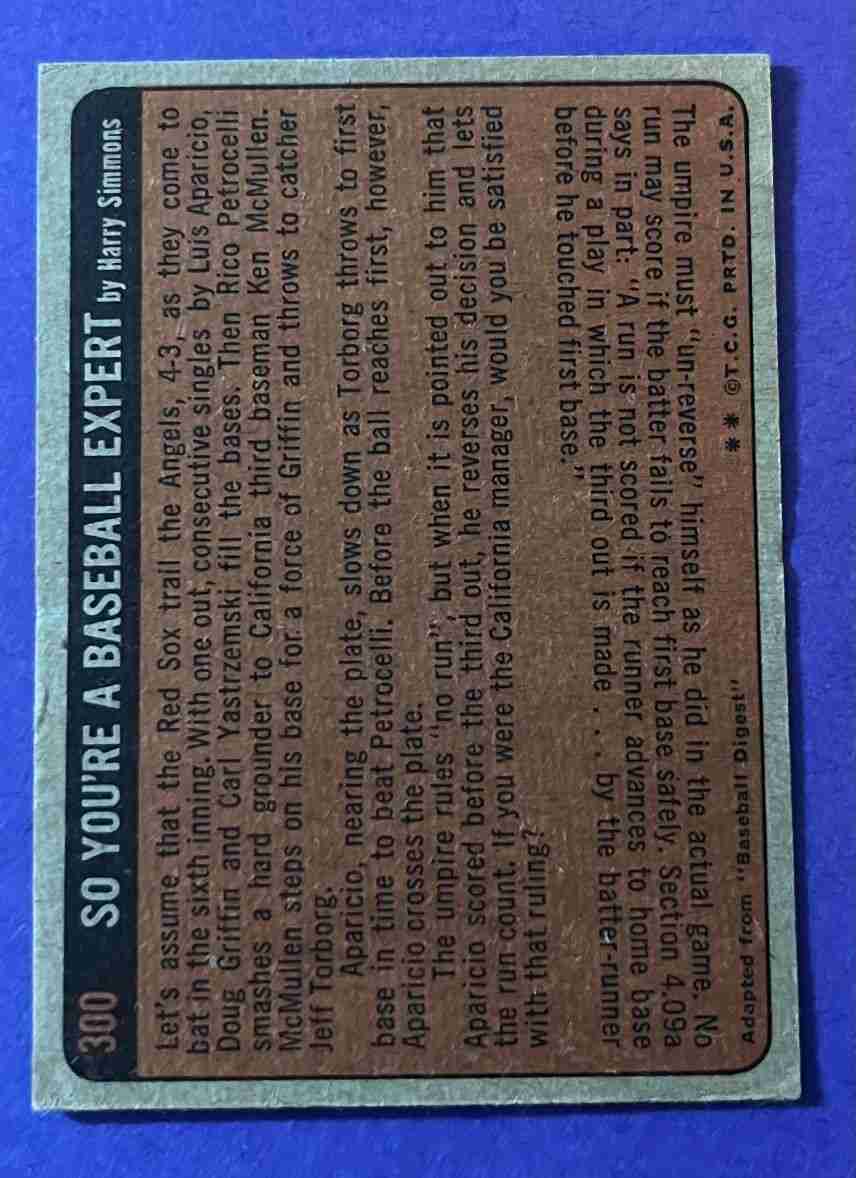 300 SO YOU'RE A BASEBALL EXPERT by Harry Simmons
Let's assume that the Red Sox trail the Angels, 4-3, as they come to
bat in the sixth inning. With one out, consecutive singles by Luis Aparicio,
Doug Griffin and Carl Yastrzemski fill the bases. Then Rico Petrocelli
smashes a hard grounder to California third baseman Ken McMullen.
McMullen steps on his base for a force of Griffin and throws to catcher
Jeff Torborg.
Aparicio, nearing the plate, slows down as Torborg throws to first
base in time to beat Petrocelli. Before the ball reaches first, however,
Aparicio crosses the plate.
The umpire rules "no run", but when it is pointed out to him that
Aparicio scored before the third out, he reverses his decision and lets
the run count. If you were the California manager, would you be satisfied
with that ruling?
The umpire must "un-reverse" himself as he did in the actual game. No
run may score if the batter fails to reach first base safely. Section 4.09a
says in part: "A run is not scored if the runner advances to home base
during a play in which the third out is made . . . by the batter-runner
before he touched first base."
** ©T.C.G. PRTD. IN U.S.A.
Adapted from "Baseball Digest"